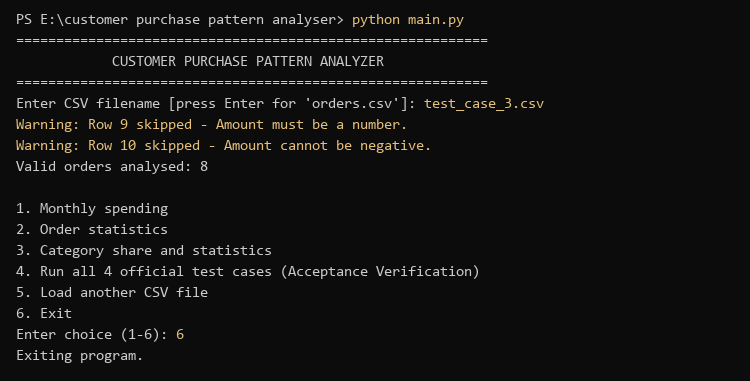 PS E:\customer purchase pattern analyser> python main.py
===========================================================
CUSTOMER PURCHASE PATTERN ANALYZER
===========================================================
Enter CSV filename [press Enter for 'orders.csv']: test_case_3.csv
Warning: Row 9 skipped - Amount must be a number.
Warning: Row 10 skipped - Amount cannot be negative.
Valid orders analysed: 8
1. Monthly spending
2. Order statistics
3. Category share and statistics
4. Run all 4 official test cases (Acceptance Verification)
5. Load another CSV file
6. Exit
Enter choice (1-6): 6
Exiting program.